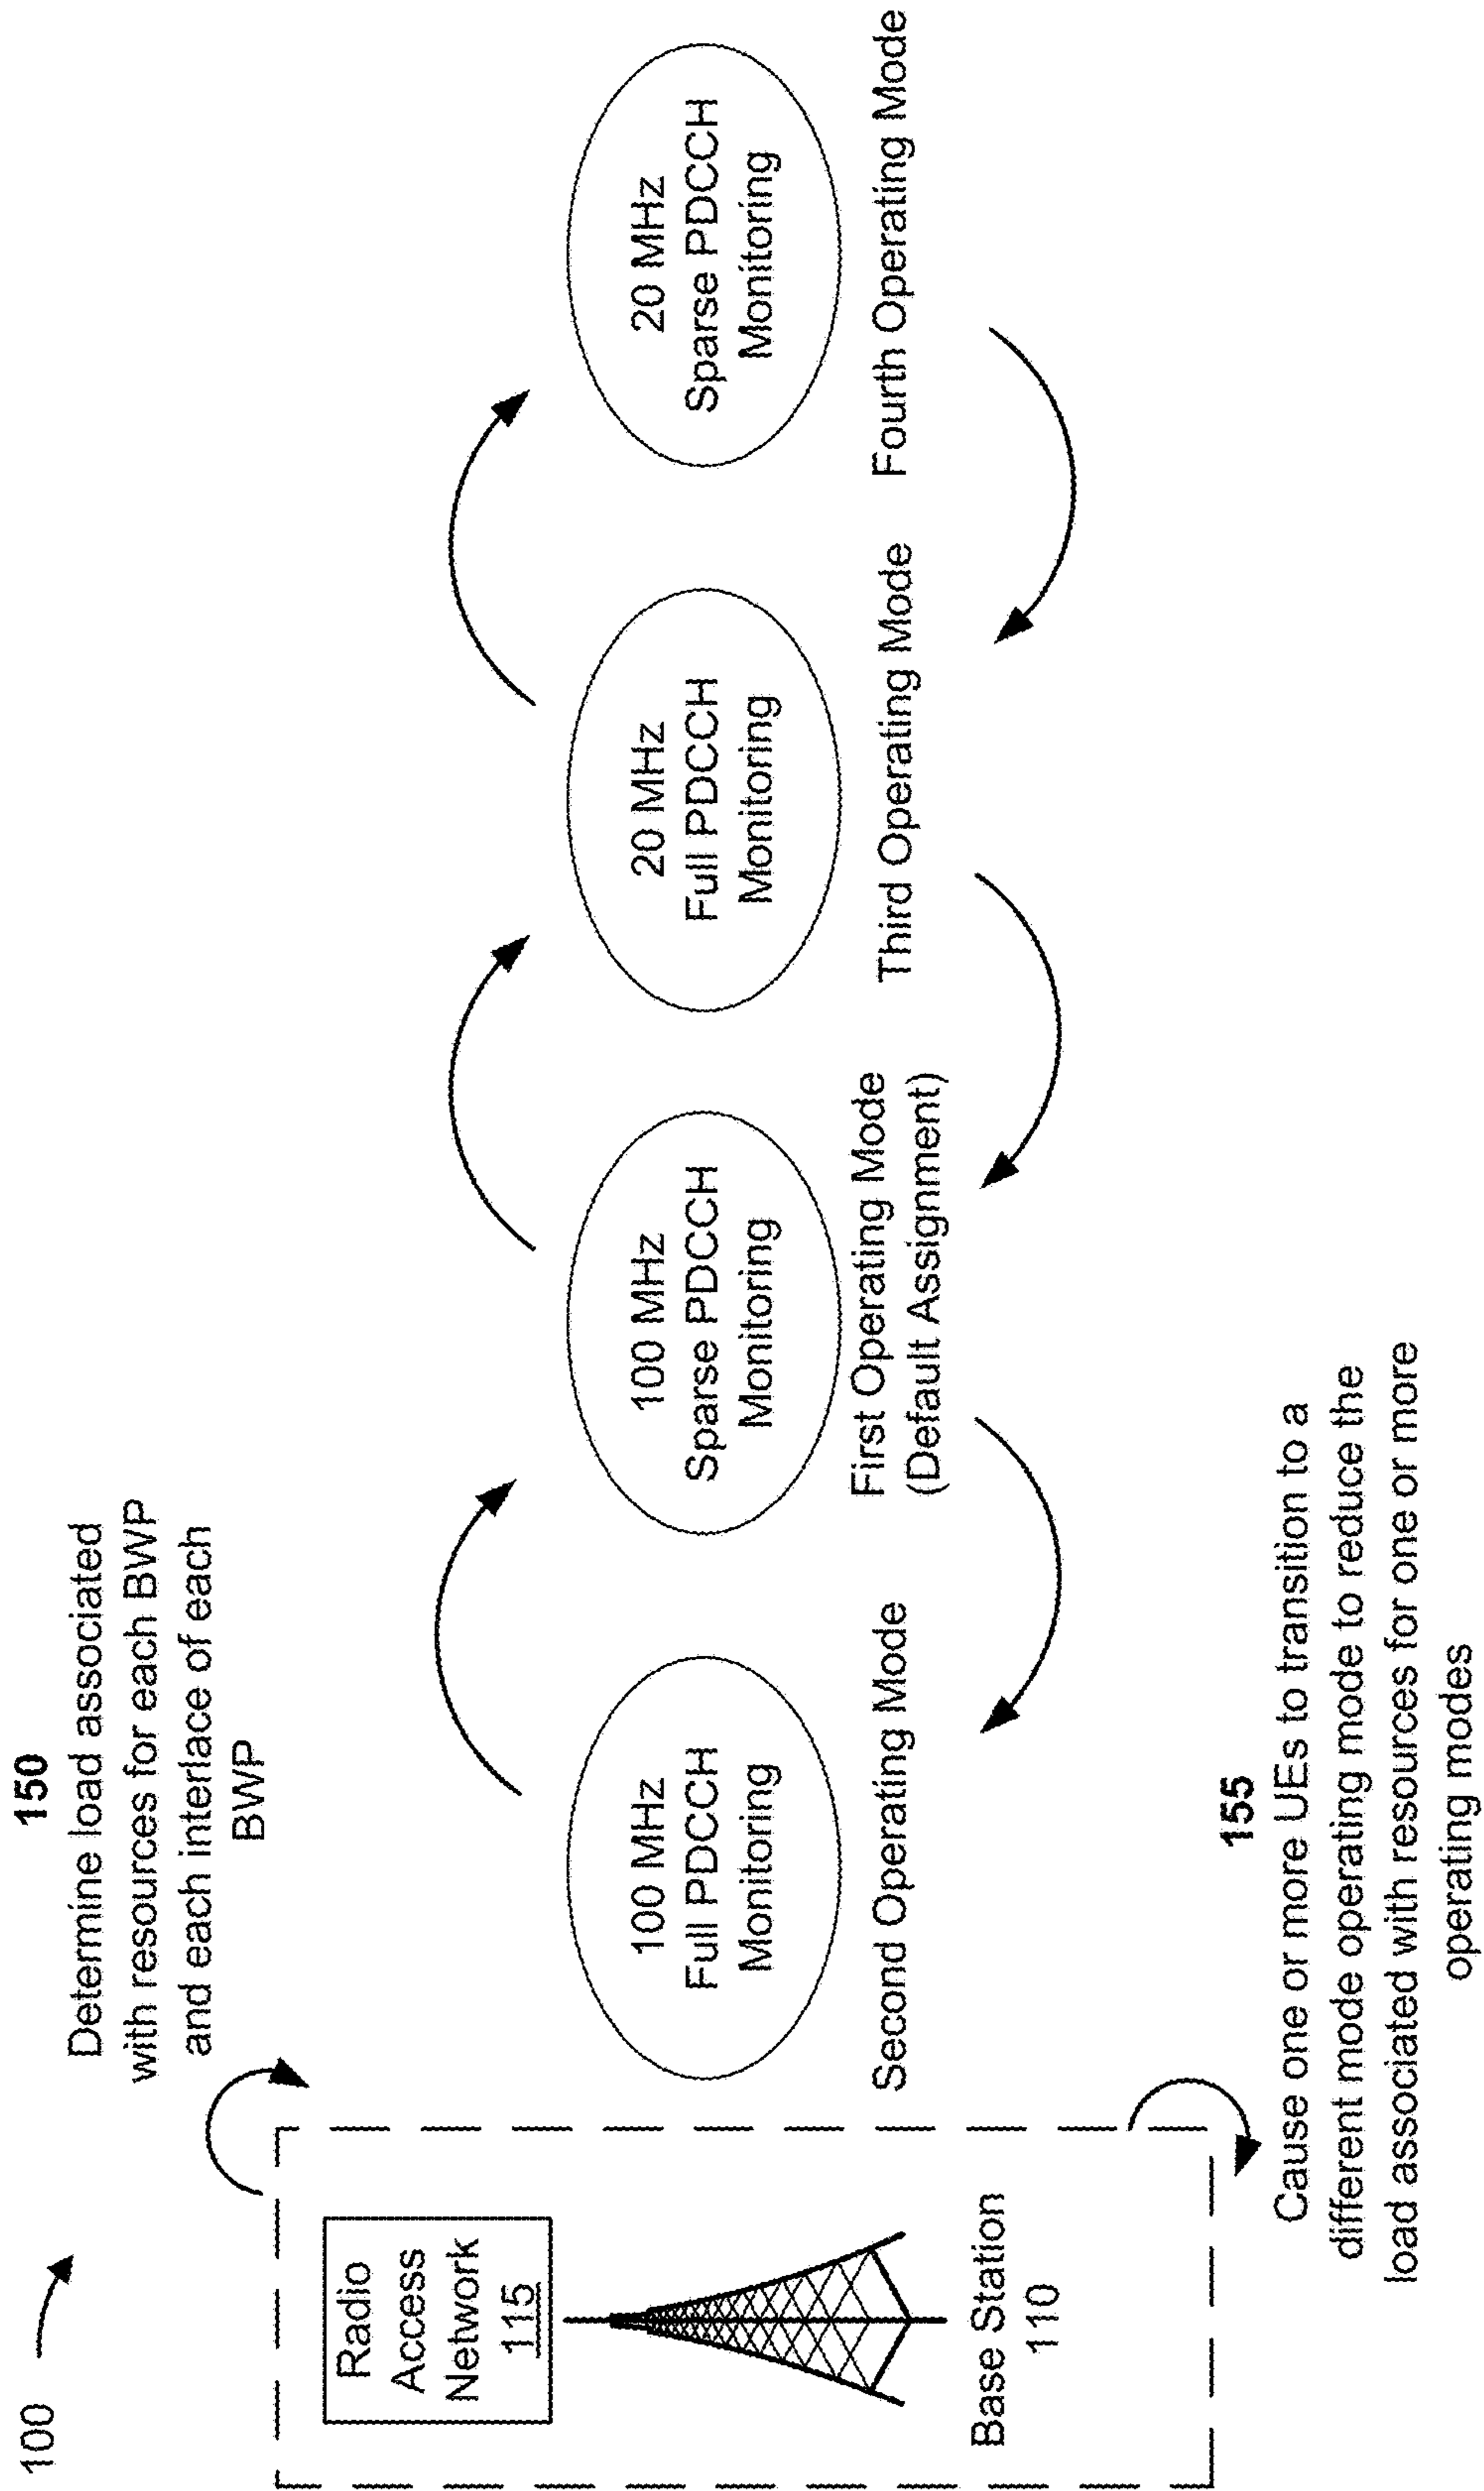 100
150
Determine load associated
with resources for each BWP
and each interlace of each
BWP
Radio
Access
Network
115
Base Station
110
100 MHz
Full PDCCH
Monitoring
Second Operating Mode
100 MHz
Sparse PDCCH
Monitoring
First Operating Mode
(Default Assignment)
20 MHz
Full PDCCH
Monitoring
Third Operating Mode
20 MHz
Sparse PDCCH
Monitoring
Fourth Operating Mode
155
Cause one or more UEs to transition to a
different mode operating mode to reduce the
load associated with resources for one or more
operating modes